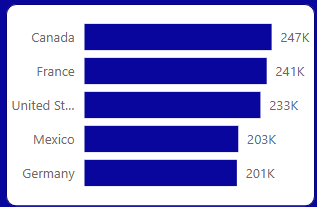 Canada 247K
France 241K
United St... 233K
Mexico 203K
Germany 201K